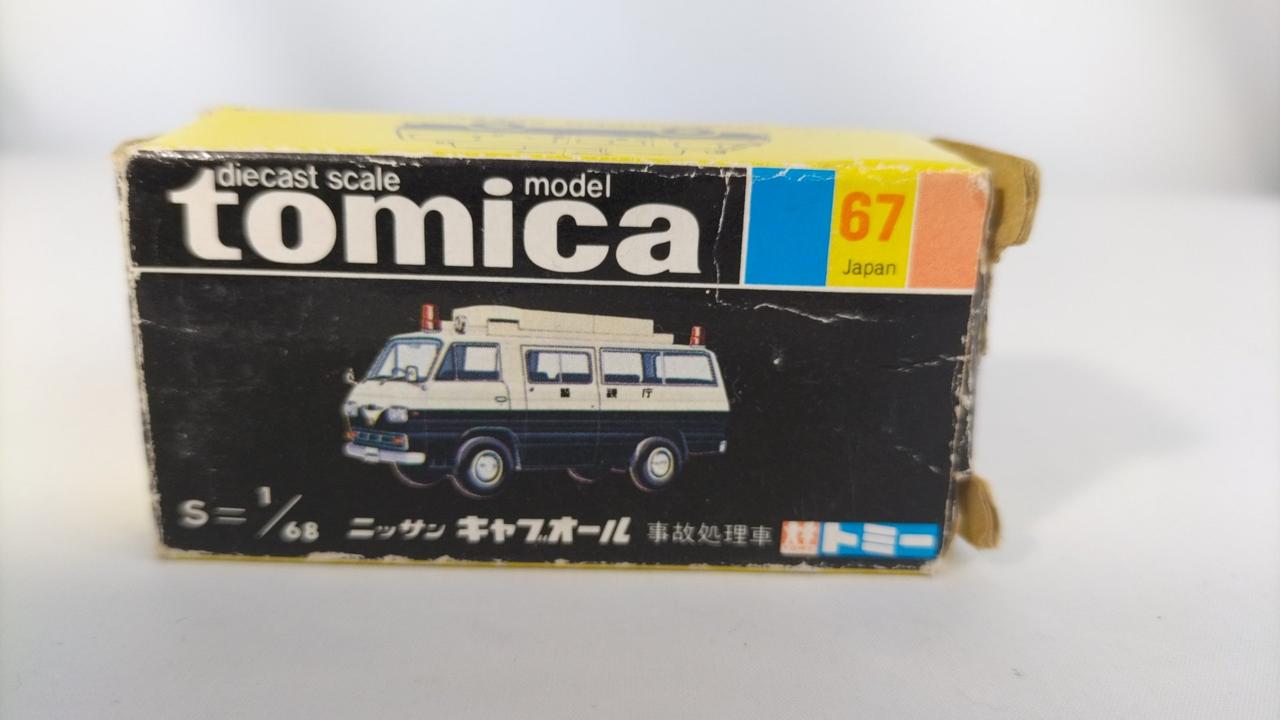 diecast scale model
tomica
67
Japan
警視庁
S=1/68 ニッサン キャブオール 事故処理車 トミー